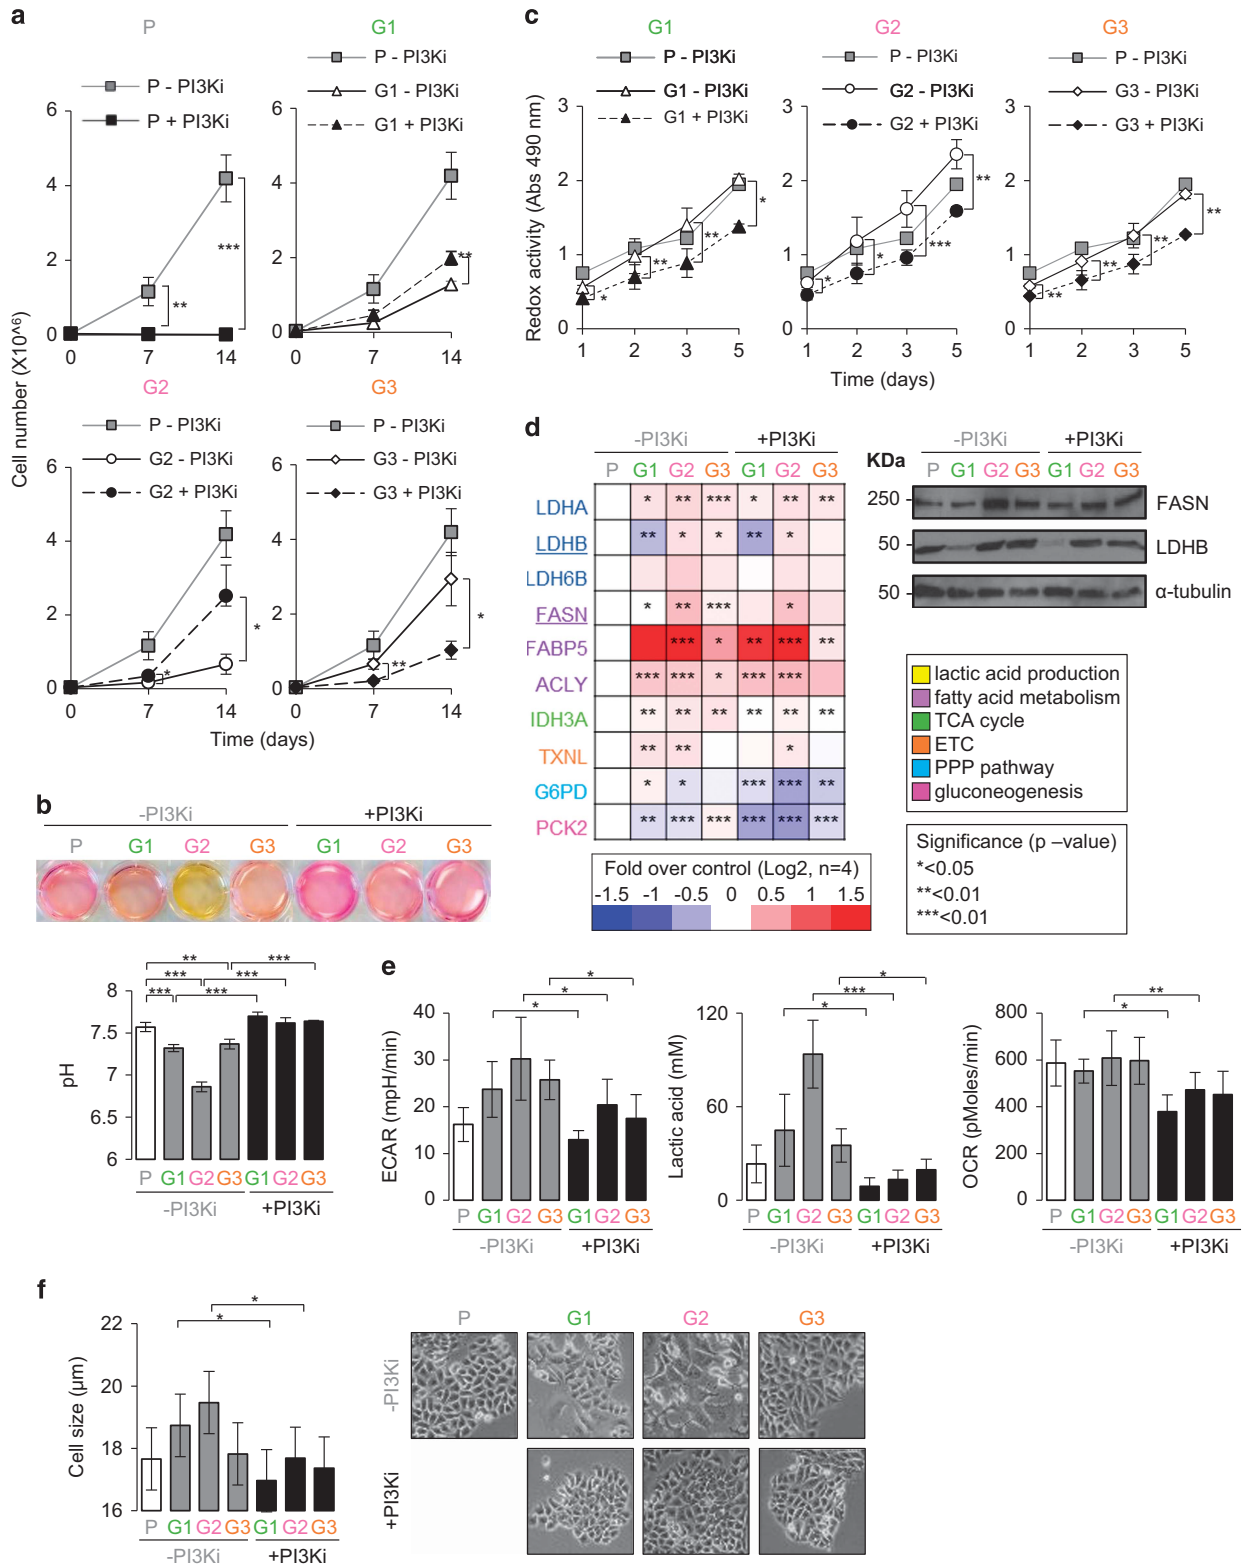 a
P
G1
P - PI3Ki
P + PI3Ki
P - PI3Ki
G1 - PI3Ki
G1 + PI3Ki
6
4
2
0
***
**
0 7 14
6
4
2
0
**
0 7 14
Cell number (X10^6)
G2
G3
P - PI3Ki
G2 - PI3Ki
G2 + PI3Ki
P - PI3Ki
G3 - PI3Ki
G3 + PI3Ki
6
4
2
0
*
*
0 7 14
6
4
2
0
**
*
0 7 14
Time (days)
b
-PI3Ki +PI3Ki
P G1 G2 G3 G1 G2 G3
** ***
*** ***
*** ***
pH
8
7.5
7
6.5
6
P G1 G2 G3 G1 G2 G3
-PI3Ki +PI3Ki
c
G1 G2 G3
P - PI3Ki
G1 - PI3Ki
G1 + PI3Ki
P - PI3Ki
G2 - PI3Ki
G2 + PI3Ki
P - PI3Ki
G3 - PI3Ki
G3 + PI3Ki
Redox activity (Abs 490 nm)
3
2
1
0
* ** ** *
1 2 3 5
3
2
1
0
* * *** **
1 2 3 5
3
2
1
0
** ** ** **
1 2 3 5
Time (days)
d
-PI3Ki +PI3Ki
P G1 G2 G3 G1 G2 G3
LDHA * ** *** * ** **
LDHB ** * * ** *
LDH6B
FASN * ** *** *
FABP5 *** * ** *** **
ACLY *** *** * *** ***
IDH3A ** ** ** ** ** **
TXNL ** ** *
G6PD * * *** *** **
PCK2 ** *** *** *** *** ***
Fold over control (Log2, n=4)
-1.5 -1 -0.5 0 0.5 1 1.5
-PI3Ki +PI3Ki
KDa P G1 G2 G3 G1 G2 G3
250 FASN
50 LDHB
50 α-tubulin
lactic acid production
fatty acid metabolism
TCA cycle
ETC
PPP pathway
gluconeogenesis
Significance (p –value)
*<0.05
**<0.01
***<0.01
e
ECAR (mpH/min)
40
30
20
10
0
* * *
P G1 G2 G3 G1 G2 G3
-PI3Ki +PI3Ki
Lactic acid (mM)
120
60
0
* *** *
P G1 G2 G3 G1 G2 G3
-PI3Ki +PI3Ki
OCR (pMoles/min)
800
600
400
200
0
** *
P G1 G2 G3 G1 G2 G3
-PI3Ki +PI3Ki
f
Cell size (μm)
22
20
18
16
* *
P G1 G2 G3 G1 G2 G3
-PI3Ki +PI3Ki
P G1 G2 G3
-PI3Ki
+PI3Ki